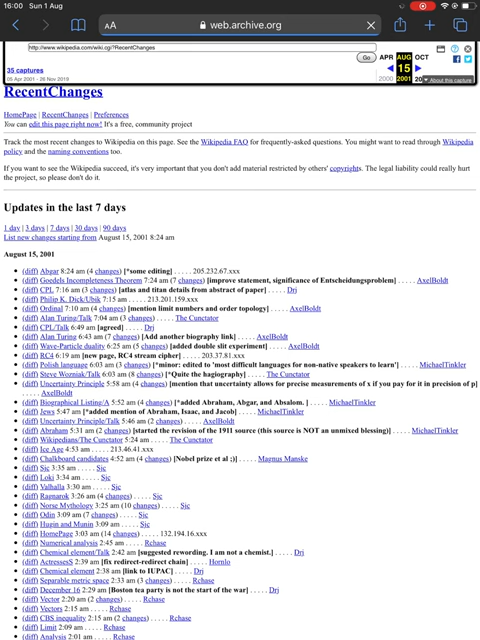 16:00 Sun 1 Aug
AA web.archive.org
http://www.wikipedia.com/wiki.cgi?RecentChanges
Go APR AUG OCT
35 captures
15
05 Apr 2001 - 26 Nov 2019
2000 2001 20 About this capture
RecentChanges
HomePage | RecentChanges | Preferences
You can edit this page right now! It's a free, community project
Track the most recent changes to Wikipedia on this page. See the Wikipedia FAQ for frequently-asked questions. You might want to read through Wikipedia
policy and the naming conventions too.
If you want to see the Wikipedia succeed, it's very important that you don't add material restricted by others' copyrights. The legal liability could really hurt
the project, so please don't do it.
Updates in the last 7 days
1 day | 3 days | 7 days | 30 days | 90 days
List new changes starting from August 15, 2001 8:24 am
August 15, 2001
(diff) Abgar 8:24 am (4 changes) [*some editing] . . . . . 205.232.67.xxx
(diff) Goedels Incompleteness Theorem 7:24 am (7 changes) [improve statement, significance of Entscheidungsproblem] . . . . . AxelBoldt
(diff) CPL 7:16 am (3 changes) [atlas and titan details from abstract of paper] . . . . . Drj
(diff) Philip K. Dick/Ubik 7:15 am . . . . . 213.201.159.xxx
(diff) Ordinal 7:10 am (4 changes) [mention limit numbers and order topology] . . . . . AxelBoldt
(diff) Alan Turing/Talk 7:04 am (3 changes) . . . . . The Cunctator
(diff) CPL/Talk 6:49 am [agreed] . . . . . Drj
(diff) Alan Turing 6:43 am (7 changes) [Add another biography link] . . . . . AxelBoldt
(diff) Wave-Particle duality 6:25 am (5 changes) [added double slit experiment] . . . . . AxelBoldt
(diff) RC4 6:19 am [new page, RC4 stream cipher] . . . . . 203.37.81.xxx
(diff) Polish language 6:03 am (3 changes) [*minor: edited to 'most difficult languages for non-native speakers to learn'] . . . . . MichaelTinkler
(diff) Steve Wozniak/Talk 6:03 am (8 changes) [*Quite the hagiography] . . . . . The Cunctator
(diff) Uncertainty Principle 5:58 am (4 changes) [mention that uncertainty allows for precise measurements of x if you pay for it in precision of p]
. . . . . AxelBoldt
(diff) Biographical Listing/A 5:52 am (4 changes) [*added Abraham, Abgar, and Absalom. ] . . . . . MichaelTinkler
(diff) Jews 5:47 am [*added mention of Abraham, Isaac, and Jacob] . . . . . MichaelTinkler
(diff) Uncertainty Principle/Talk 5:46 am (2 changes) . . . . . AxelBoldt
(diff) Abraham 5:31 am (2 changes) [started the revision of the 1911 source (this source is NOT an unmixed blessing)] . . . . . MichaelTinkler
(diff) Wikipedians/The Cunctator 5:24 am . . . . . The Cunctator
(diff) Ice Age 4:53 am . . . . . 213.46.41.xxx
(diff) Chalkboard candidates 4:52 am (4 changes) [Nobel prize et al ;)] . . . . . Magnus Manske
(diff) Sjc 3:35 am . . . . . Sjc
(diff) Loki 3:34 am . . . . . Sjc
(diff) Valhalla 3:30 am . . . . . Sjc
(diff) Ragnarok 3:26 am (4 changes) . . . . . Sjc
(diff) Norse Mythology 3:25 am (10 changes) . . . . . Sjc
(diff) Odin 3:09 am (7 changes) . . . . . Sjc
(diff) Hugin and Munin 3:09 am . . . . . Sjc
(diff) HomePage 3:03 am (14 changes) . . . . . 132.194.16.xxx
(diff) Numerical analysis 2:45 am . . . . . Rchase
(diff) Chemical element/Talk 2:42 am [suggested rewording. I am not a chemist.] . . . . . Drj
(diff) ActressesS 2:39 am [fix redirect-redirect chain] . . . . . Hornlo
(diff) Chemical element 2:38 am [link to IUPAC] . . . . . Drj
(diff) Separable metric space 2:33 am (3 changes) . . . . . Rchase
(diff) December 16 2:29 am [Boston tea party is not the start of the war] . . . . . Drj
(diff) Vector 2:20 am (2 changes) . . . . . Rchase
(diff) Vectors 2:15 am . . . . . Rchase
(diff) CBS inequality 2:15 am (2 changes) . . . . . Rchase
(diff) Limit 2:09 am . . . . . Rchase
(diff) Analysis 2:01 am . . . . . Rchase